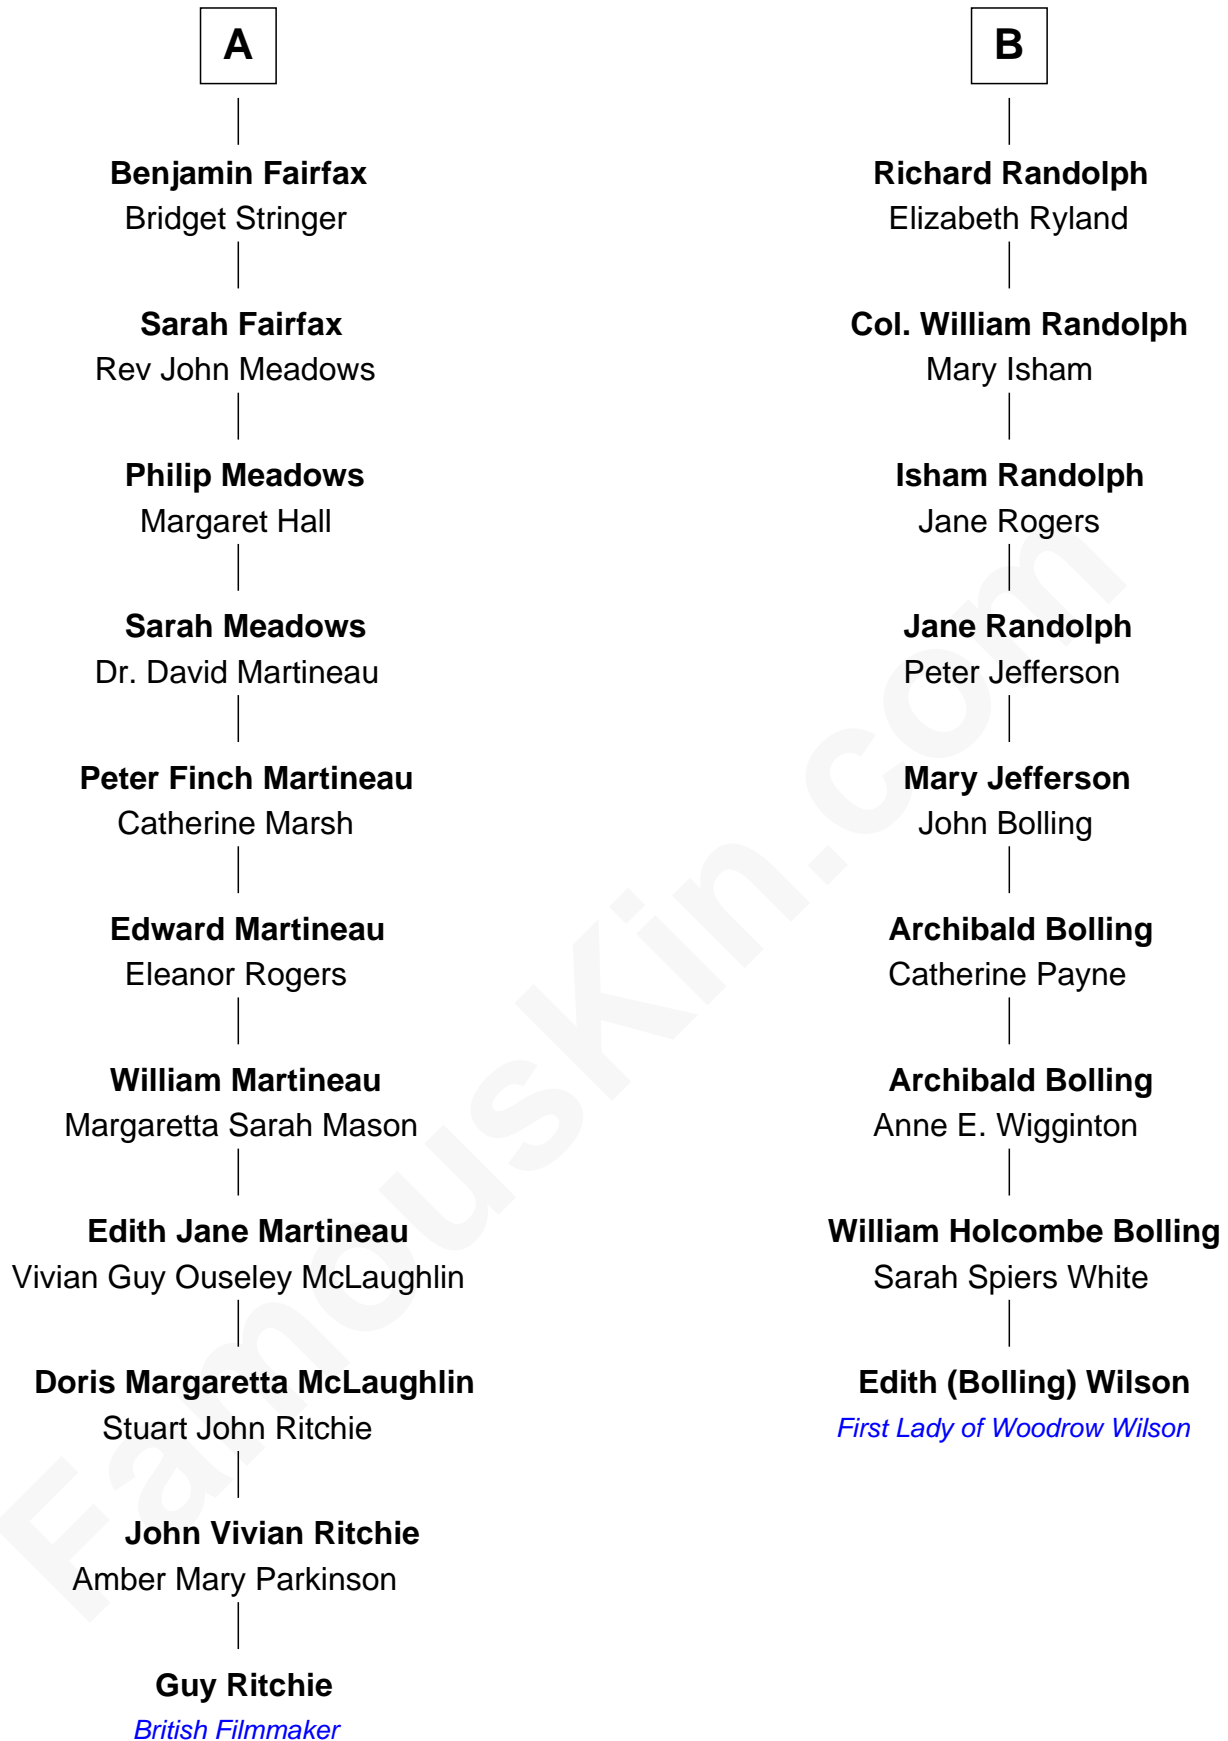 A
Benjamin Fairfax
Bridget Stringer
Sarah Fairfax
Rev John Meadows
Philip Meadows
Margaret Hall
Sarah Meadows
Dr. David Martineau
Peter Finch Martineau
Catherine Marsh
Edward Martineau
Eleanor Rogers
William Martineau
Margaretta Sarah Mason
Edith Jane Martineau
Vivian Guy Ouseley McLaughlin
Doris Margaretta McLaughlin
Stuart John Ritchie
John Vivian Ritchie
Amber Mary Parkinson
Guy Ritchie
British Filmmaker
B
Richard Randolph
Elizabeth Ryland
Col. William Randolph
Mary Isham
Isham Randolph
Jane Rogers
Jane Randolph
Peter Jefferson
Mary Jefferson
John Bolling
Archibald Bolling
Catherine Payne
Archibald Bolling
Anne E. Wigginton
William Holcombe Bolling
Sarah Spiers White
Edith (Bolling) Wilson
First Lady of Woodrow Wilson
FamousKin.com